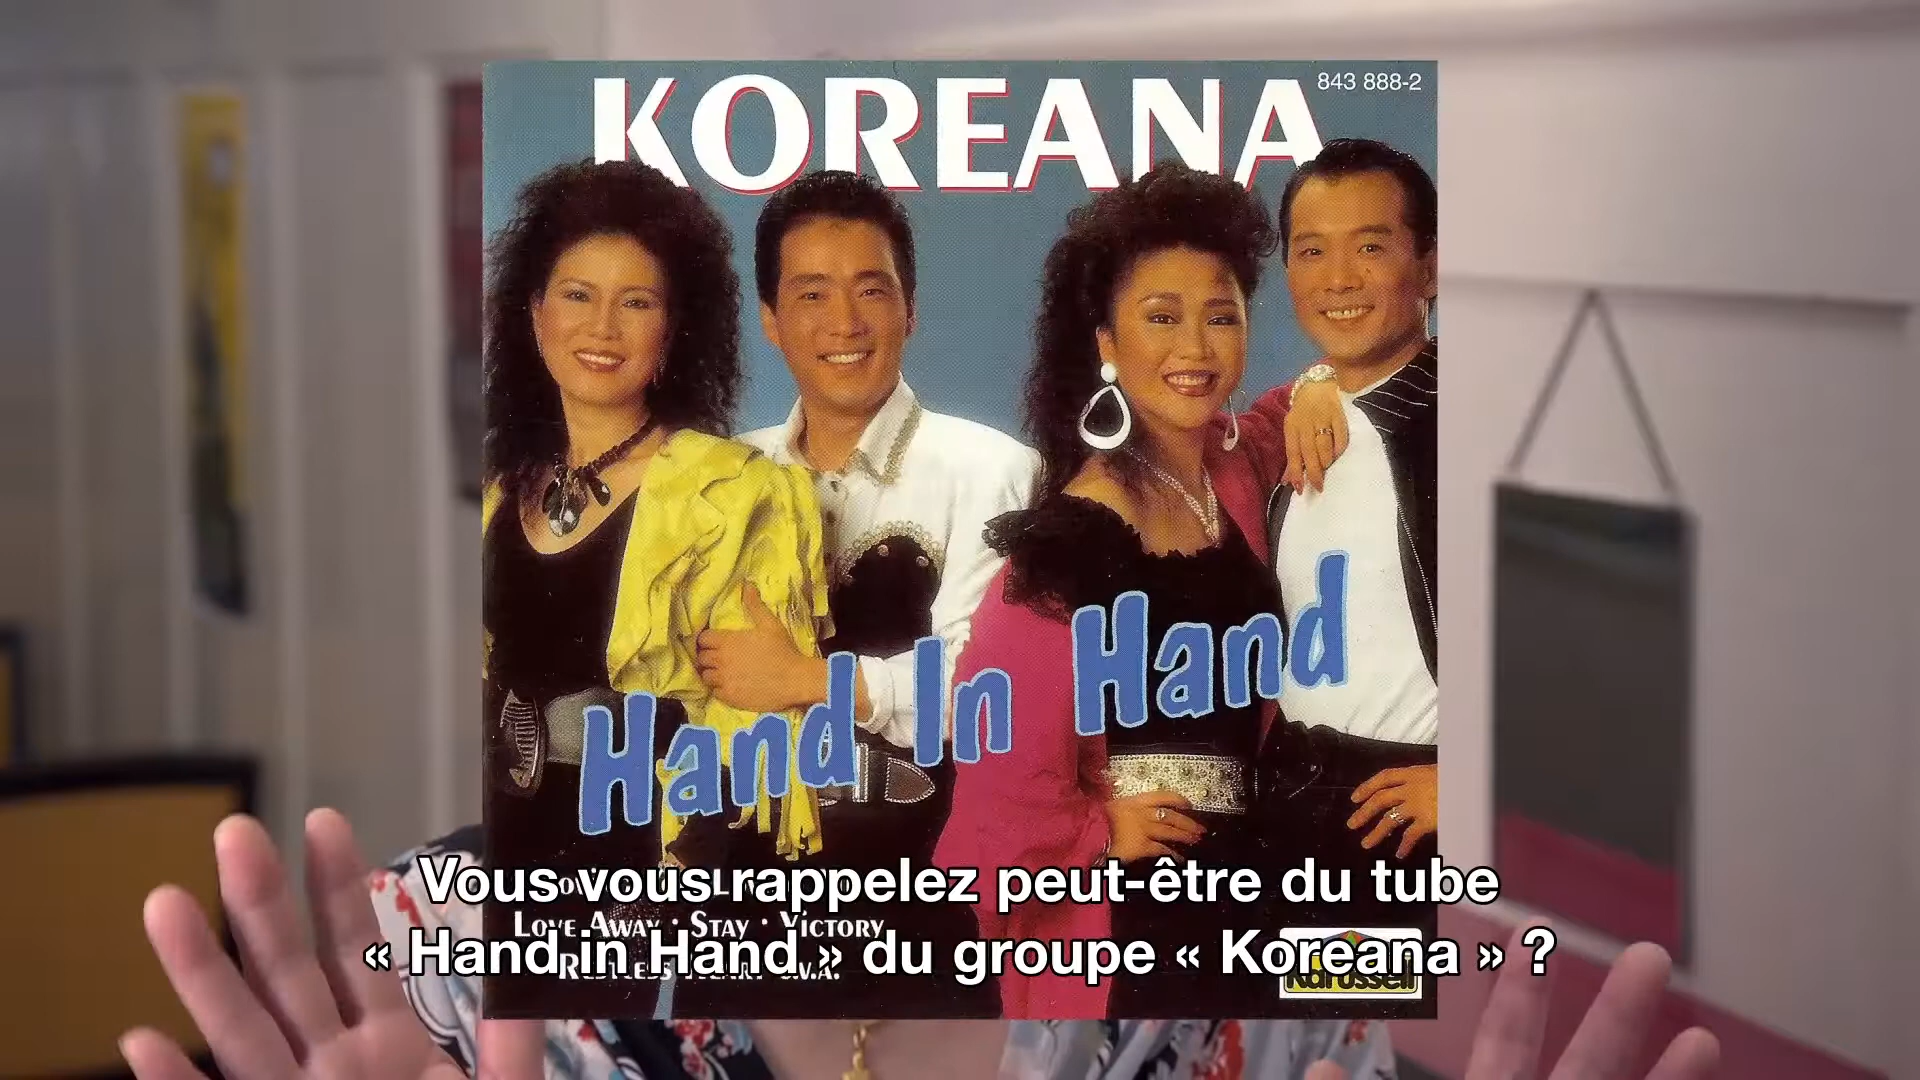 KOREANA
843 888-2
Hand In Hand
Vous vous rappelez peut-être du tube
LOVE AWAY · STAY · VICTORY
« Hand in Hand » du groupe « Koreana » ?
Karussell